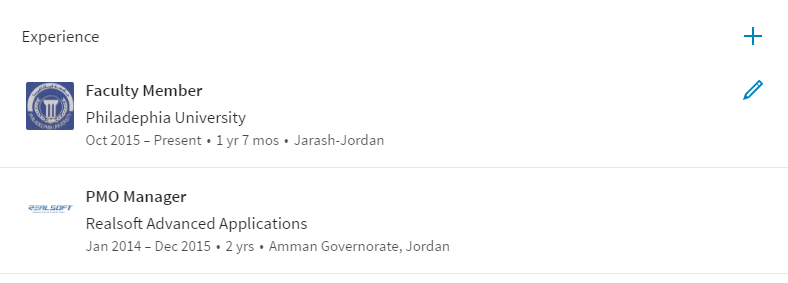 Experience
Faculty Member
Philadephia University
Oct 2015 – Present • 1 yr 7 mos • Jarash-Jordan
REALSOFT
PMO Manager
Realsoft Advanced Applications
Jan 2014 – Dec 2015 • 2 yrs • Amman Governorate, Jordan